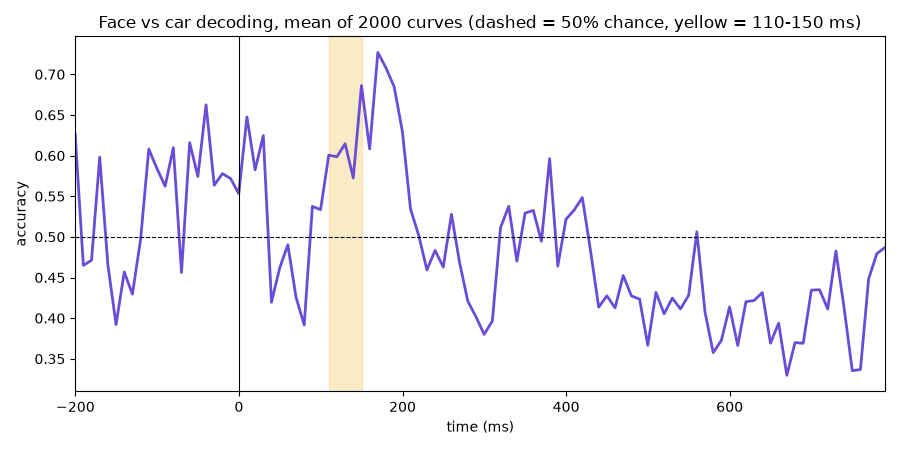 Face vs car decoding, mean of 2000 curves (dashed = 50% chance, yellow = 110-150 ms)
accuracy
0.70
0.65
0.60
0.55
0.50
0.45
0.40
0.35
−200 0 200 400 600
time (ms)